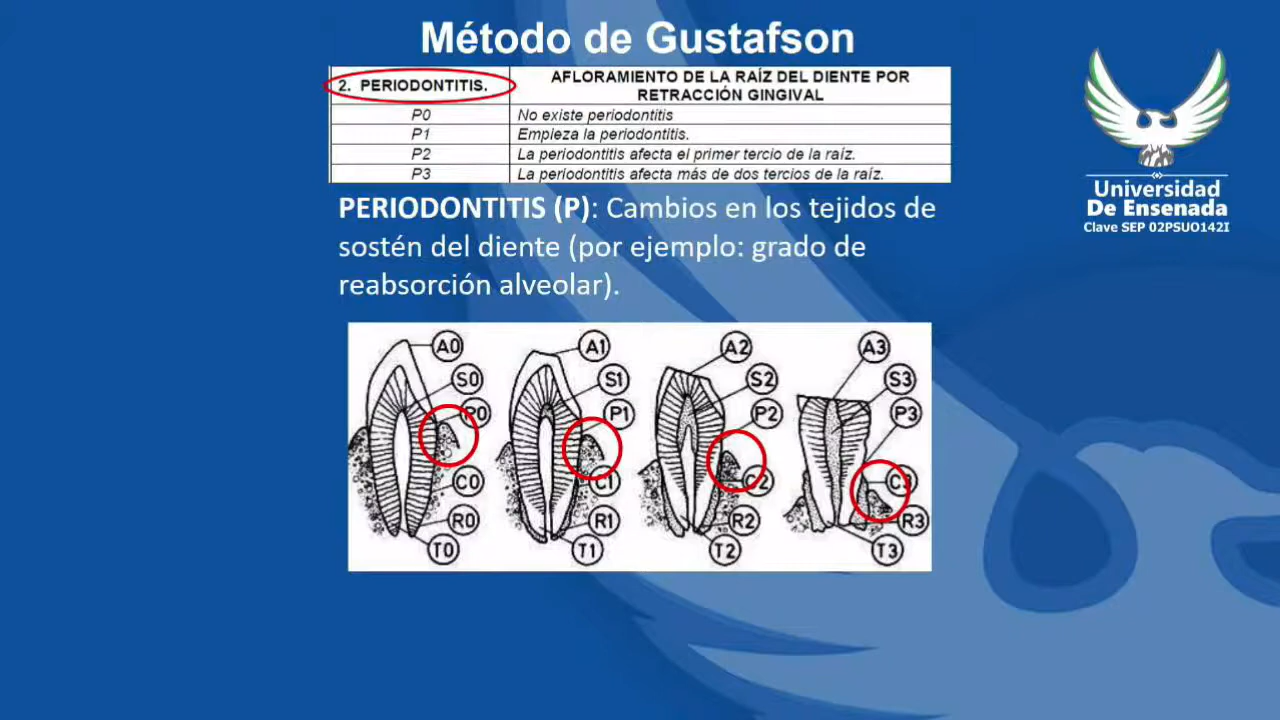 Método de Gustafson
2. PERIODONTITIS.
AFLORAMIENTO DE LA RAÍZ DEL DIENTE POR
RETRACCIÓN GINGIVAL
P0 No existe periodontitis
P1 Empieza la periodontitis.
P2 La periodontitis afecta el primer tercio de la raíz.
P3 La periodontitis afecta más de dos tercios de la raíz.
PERIODONTITIS (P): Cambios en los tejidos de
sostén del diente (por ejemplo: grado de
reabsorción alveolar).
A0 A1 A2 A3
S0 S1 S2 S3
P0 P1 P2 P3
C0 C1 C2 C3
R0 R1 R2 R3
T0 T1 T2 T3
Universidad
De Ensenada
Clave SEP 02PSUO142I